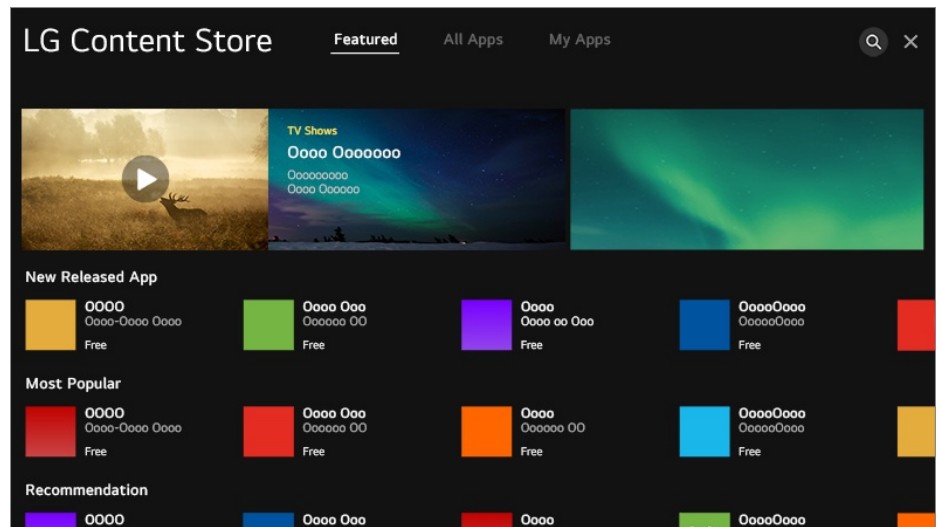 LG Content Store
Featured
All Apps
My Apps
TV Shows
Oooo Ooooooo
Ooooooooo
Oooo Oooooo
New Released App
OOOO
Oooo-Oooo Oooo
Free
Oooo Ooo
Oooooo OO
Free
Oooo
Oooo oo Ooo
Free
OoooOooo
OooooOooo
Free
Most Popular
OOOO
Oooo-Oooo Oooo
Free
Oooo Ooo
Oooooo OO
Free
Oooo
Oooooo OO
Free
OoooOooo
OooooOooo
Free
Recommendation
OOOO
Oooo Ooo
Oooo
OoooOooo